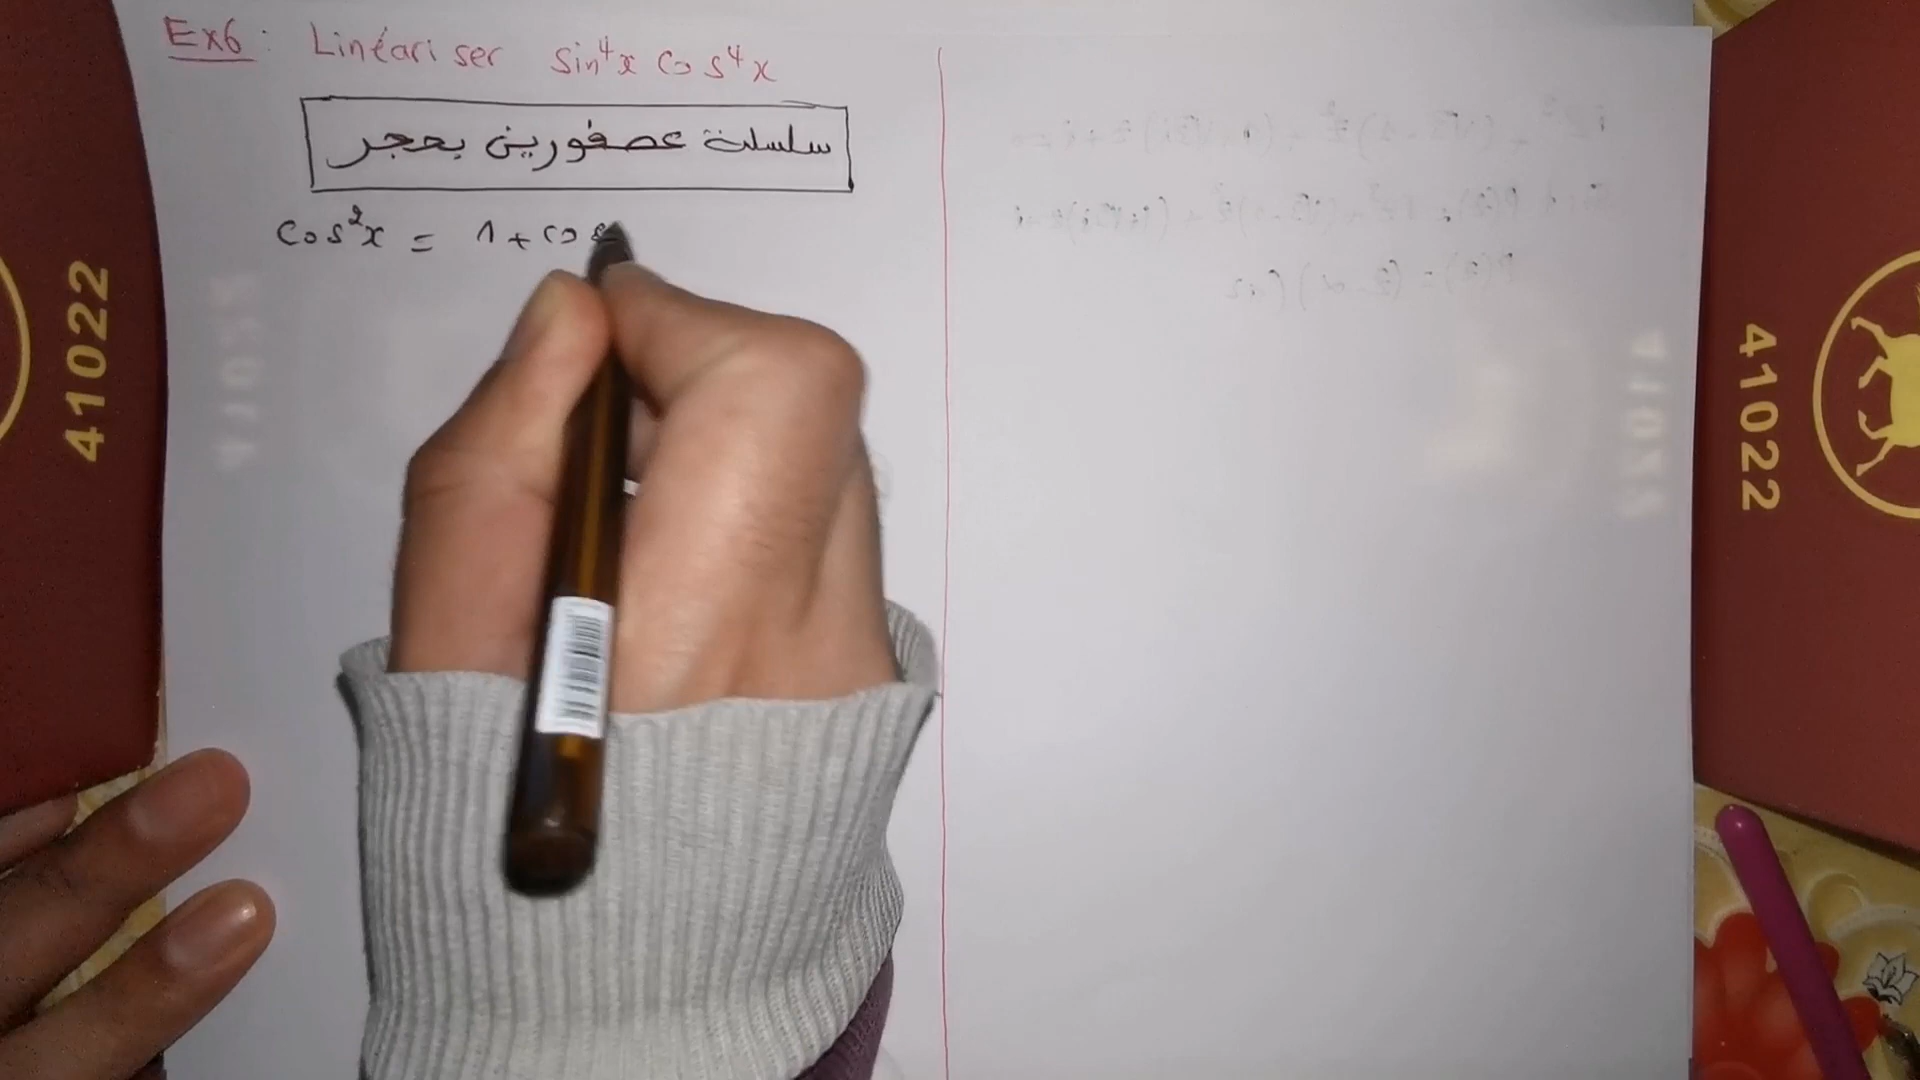 Ex6 : Linéariser sin⁴x cos⁴x
سلسلة عصفورين بحجر
cos²x = 1 + cos
41022
41022